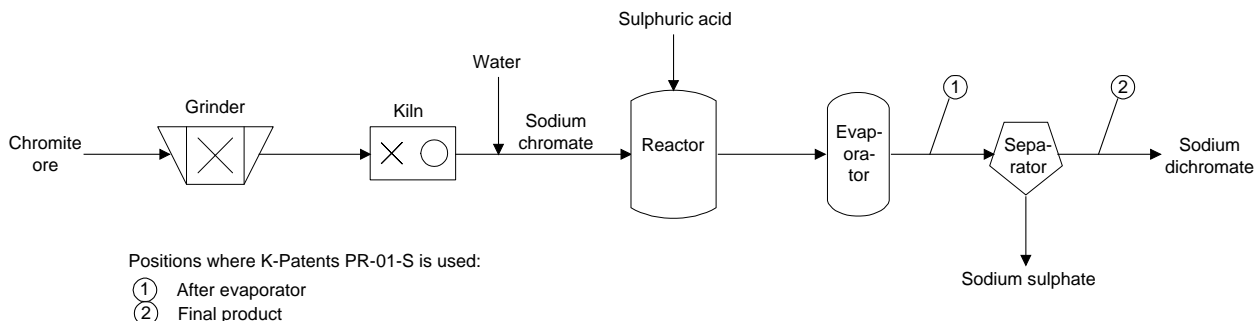 Sulphuric acid
Water
Grinder
Kiln
Sodium
chromate
Chromite
ore
Reactor
Evap-
ora-
tor
1
Sepa-
rator
2
Sodium
dichromate
Sodium sulphate
Positions where K-Patents PR-01-S is used:
1 After evaporator
2 Final product